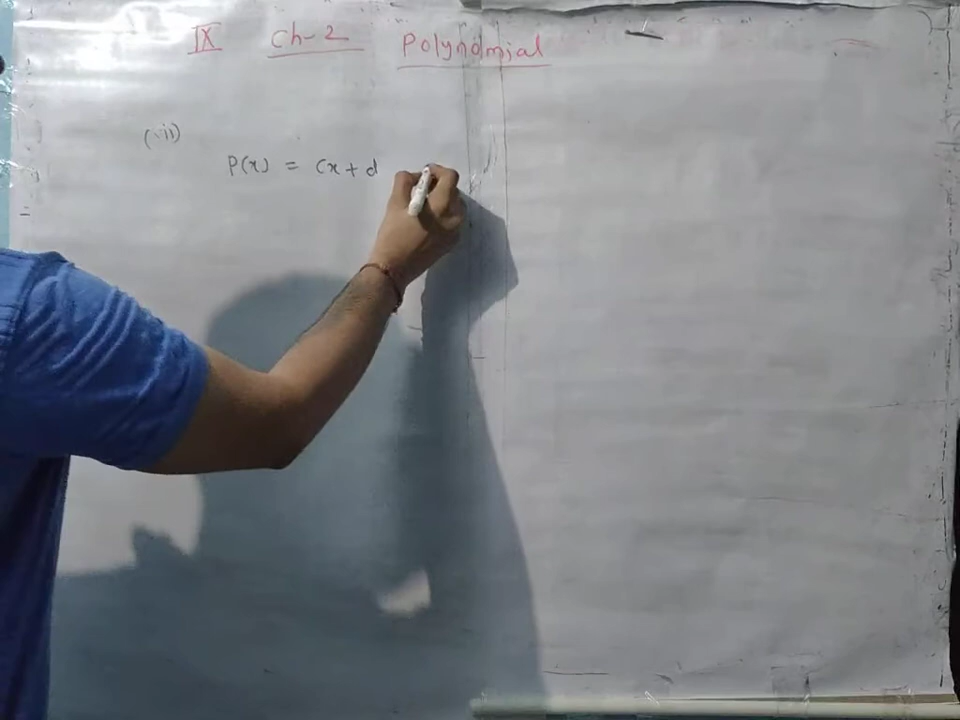 IX Ch-2 Polynomial
(vii)
P(x) = cx + d